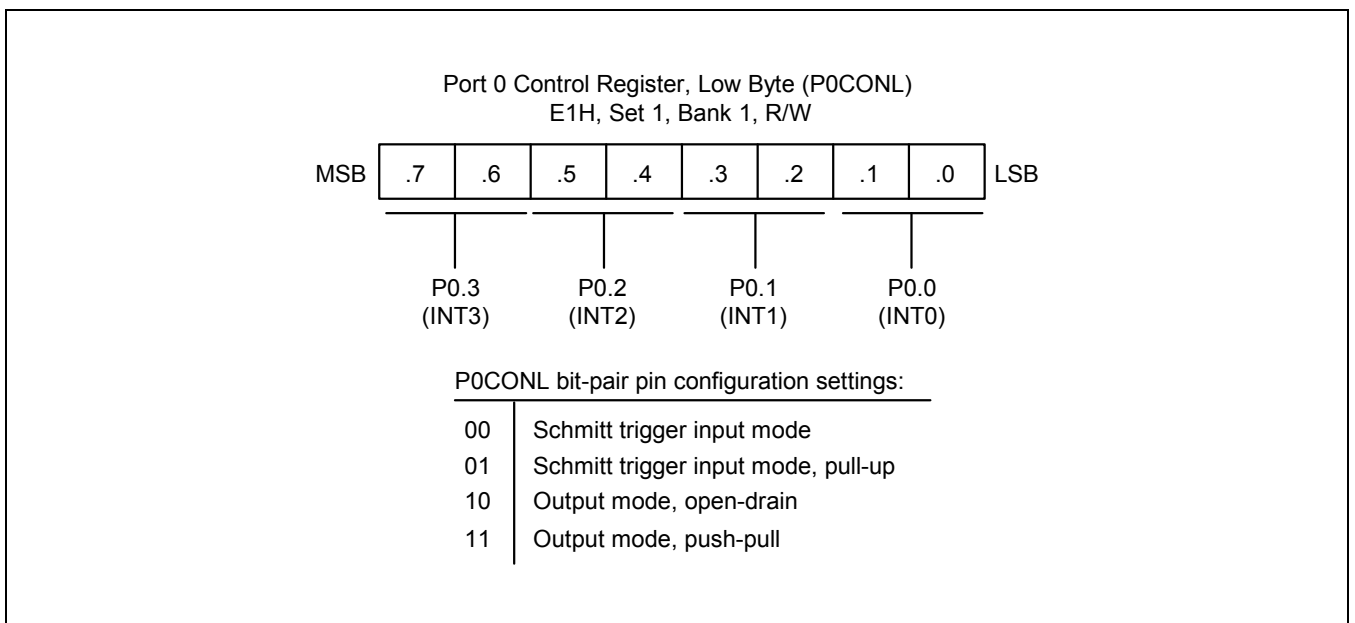 Port 0 Control Register, Low Byte (P0CONL)
E1H, Set 1, Bank 1, R/W
MSB .7 .6 .5 .4 .3 .2 .1 .0 LSB
P0.3 P0.2 P0.1 P0.0
(INT3) (INT2) (INT1) (INT0)
P0CONL bit-pair pin configuration settings:
00 Schmitt trigger input mode
01 Schmitt trigger input mode, pull-up
10 Output mode, open-drain
11 Output mode, push-pull